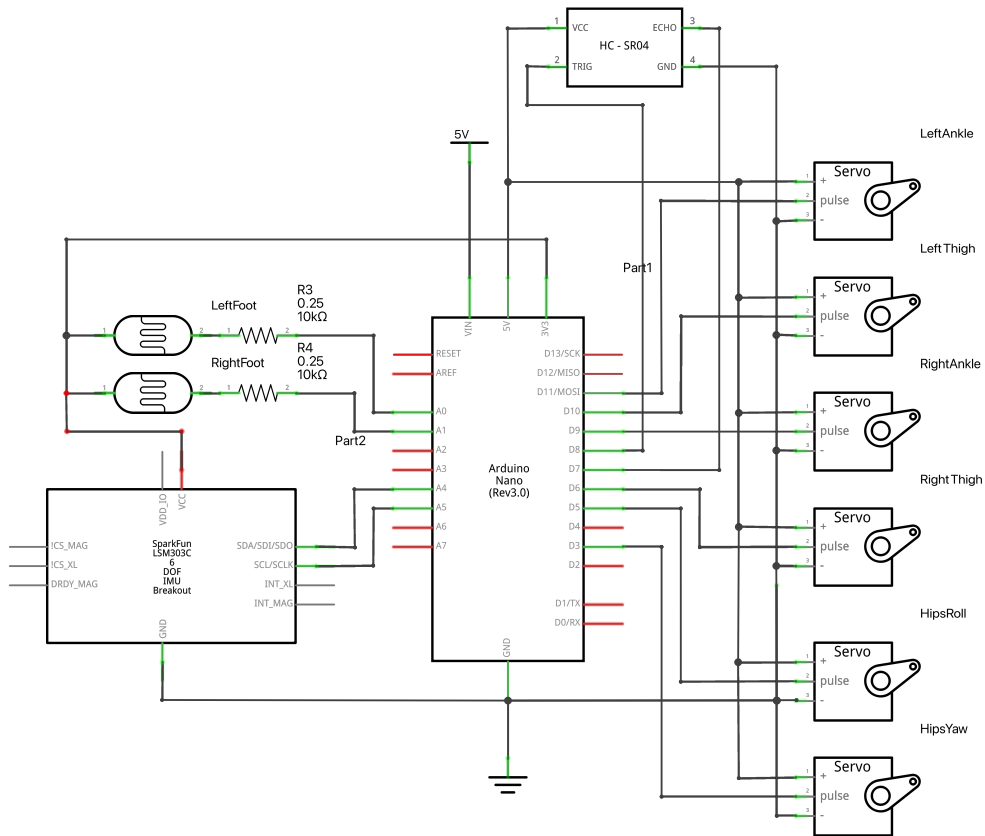 1 VCC ECHO 3
HC - SR04
2 TRIG GND 4
5V
LeftAnkle
Servo
1 +
2 pulse
3 -
Left Thigh
Servo
1 +
2 pulse
3 -
RightAnkle
Servo
1 +
2 pulse
3 -
Right Thigh
Servo
1 +
2 pulse
3 -
HipsRoll
Servo
1 +
2 pulse
3 -
HipsYaw
Servo
1 +
2 pulse
3 -
Part1
LeftFoot
1 2 1 2
R3
0.25
10kΩ
RightFoot
1 2 1 2
R4
0.25
10kΩ
Part2
VIN
5V
3V3
RESET
AREF
A0
A1
A2
A3
A4
A5
A6
A7
Arduino
Nano
(Rev3.0)
D13/SCK
D12/MISO
D11/MOSI
D10
D9
D8
D7
D6
D5
D4
D3
D2
D1/TX
D0/RX
GND
VDD_IO
VCC
!CS_MAG
!CS_XL
DRDY_MAG
SparkFun
LSM303C
6
DOF
IMU
Breakout
SDA/SDI/SDO
SCL/SCLK
INT_XL
INT_MAG
GND